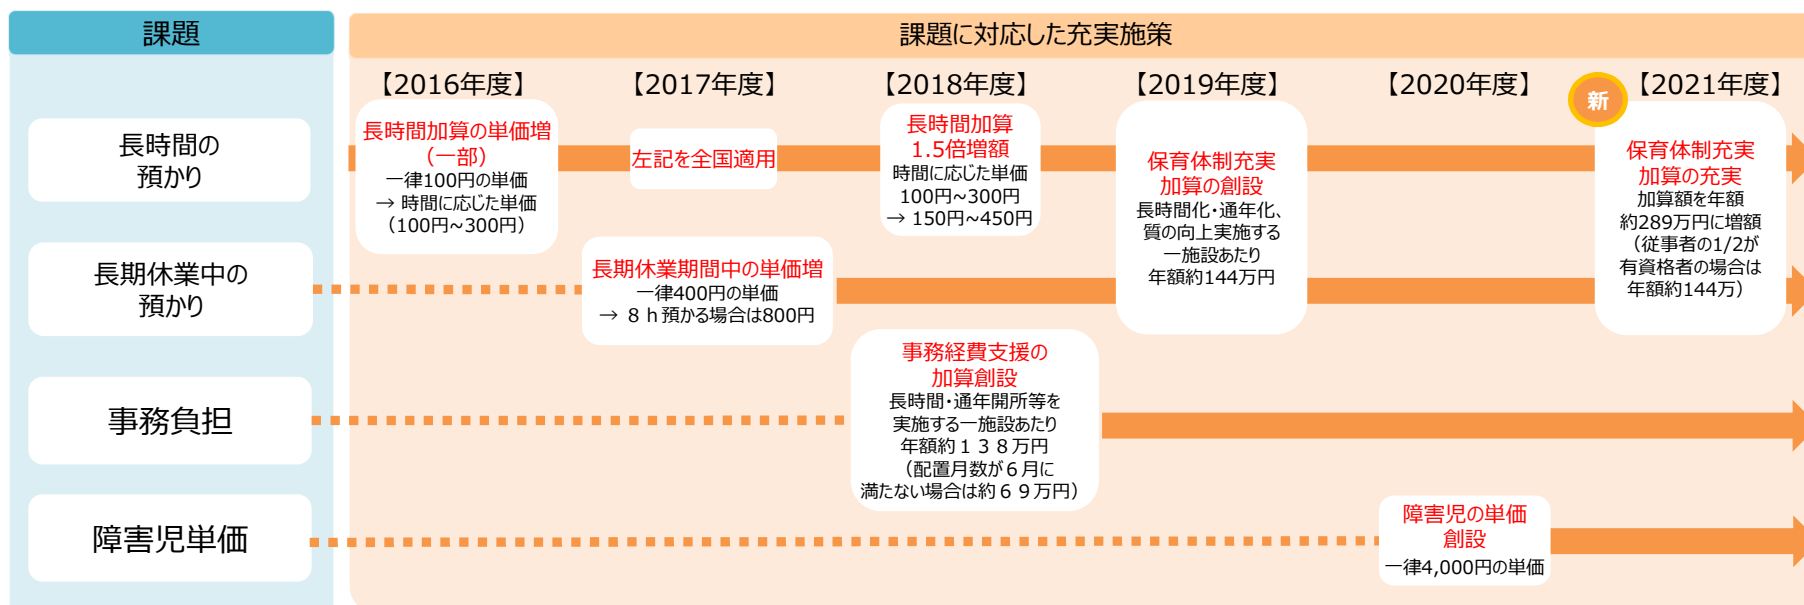 課題
課題に対応した充実施策
【2016年度】
【2017年度】
【2018年度】
【2019年度】
【2020年度】
新
【2021年度】
長時間の
預かり
長時間加算の単価増
(一部)
一律100円の単価
→ 時間に応じた単価
(100円~300円)
左記を全国適用
長時間加算
1.5倍増額
時間に応じた単価
100円~300円
→ 150円~450円
保育体制充実
加算の創設
長時間化・通年化、
質の向上実施する
一施設あたり
年額約144万円
保育体制充実
加算の充実
加算額を年額
約289万円に増額
(従事者の1/2が
有資格者の場合は
年額約144万)
長期休業中の
預かり
長期休業期間中の単価増
一律400円の単価
→ 8h預かる場合は800円
事務負担
事務経費支援の
加算創設
長時間・通年開所等を
実施する一施設あたり
年額約138万円
(配置月数が6月に
満たない場合は約69万円)
障害児単価
障害児の単価
創設
一律4,000円の単価